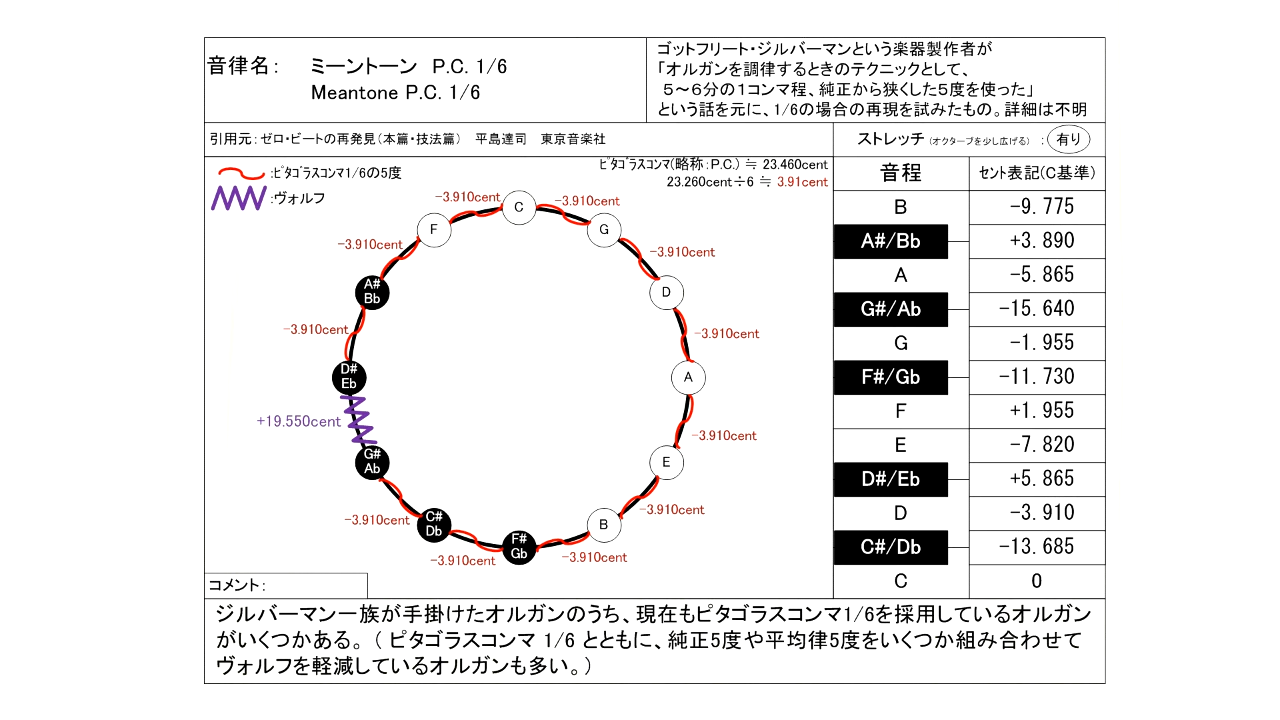 音律名： ミーントーン P.C. 1/6
Meantone P.C. 1/6
ゴットフリート・ジルバーマンという楽器製作者が
「オルガンを調律するときのテクニックとして、
５～６分の１コンマ程、純正から狭くした５度を使った」
という話を元に、1/6の場合の再現を試みたもの。詳細は不明
引用元：ゼロ・ビートの再発見（本篇・技法篇） 平島達司 東京音楽社
ストレッチ （オクターブを少し広げる） ： 有り
:ﾋﾟﾀｺﾞﾗｽコンマ1/6の5度
:ヴォルフ
ﾋﾟﾀｺﾞﾗｽコンマ(略称：P.C.) ≒ 23.460cent
23.260cent÷6 ≒ 3.91cent
-3.910cent
-3.910cent
-3.910cent
-3.910cent
-3.910cent
-3.910cent
-3.910cent
-3.910cent
-3.910cent
-3.910cent
-3.910cent
+19.550cent
C
G
D
A
E
B
F#
Gb
C#
Db
G#
Ab
D#
Eb
A#
Bb
F
音程 セント表記(C基準)
B -9.775
A#/Bb +3.890
A -5.865
G#/Ab -15.640
G -1.955
F#/Gb -11.730
F +1.955
E -7.820
D#/Eb +5.865
D -3.910
C#/Db -13.685
C 0
コメント：
ジルバーマン一族が手掛けたオルガンのうち、現在もピタゴラスコンマ1/6を採用しているオルガン
がいくつかある。（ ピタゴラスコンマ 1/6 とともに、純正5度や平均律5度をいくつか組み合わせて
ヴォルフを軽減しているオルガンも多い。）